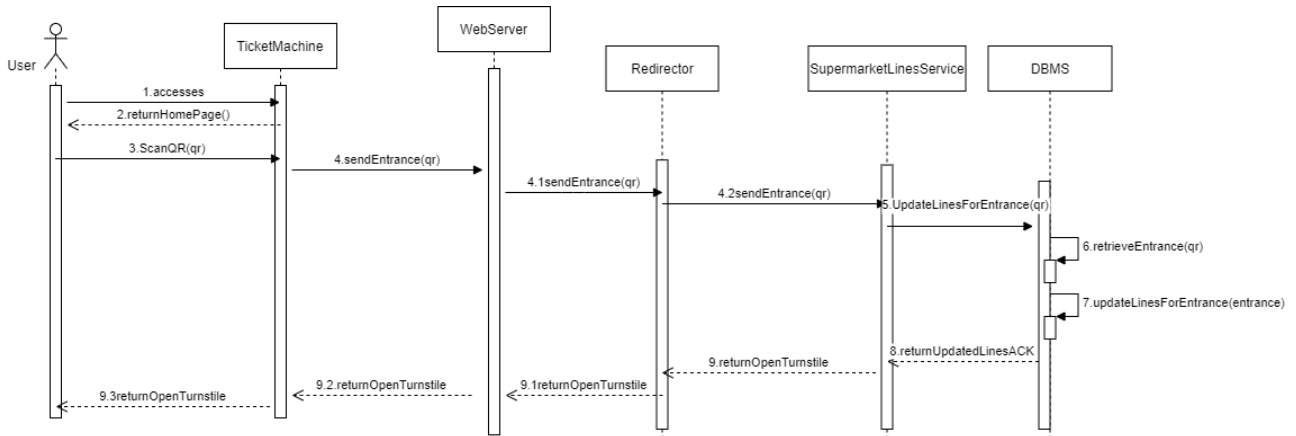 User
TicketMachine
WebServer
Redirector
SupermarketLinesService
DBMS
1.accesses
2.returnHomePage()
3.ScanQR(qr)
4.sendEntrance(qr)
4.1sendEntrance(qr)
4.2sendEntrance(qr)
5.UpdateLinesForEntrance(qr)
6.retrieveEntrance(qr)
7.updateLinesForEntrance(entrance)
8.returnUpdatedLinesACK
9.returnOpenTurnstile
9.1returnOpenTurnstile
9.2.returnOpenTurnstile
9.3returnOpenTurnstile